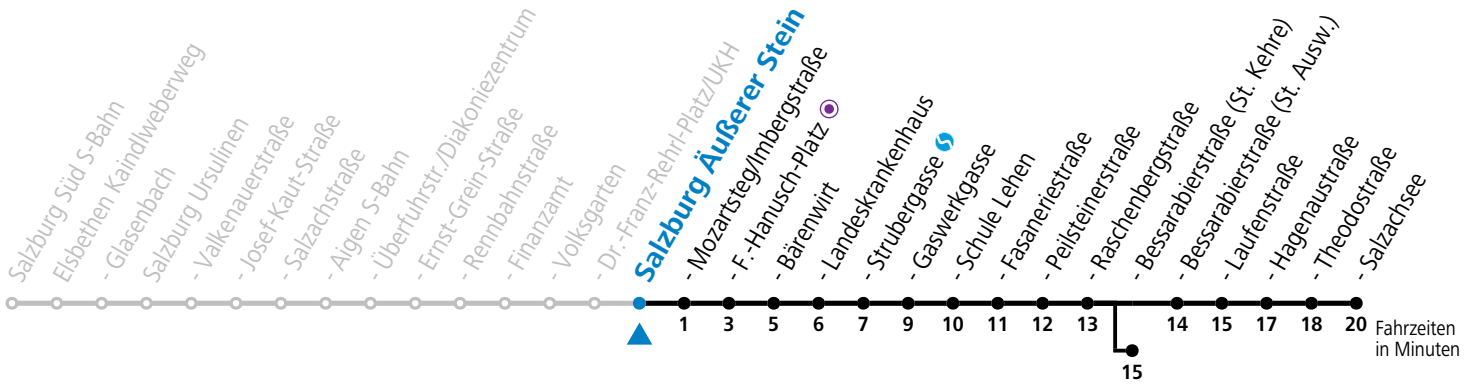 Salzburg Süd S-Bahn
Elsbethen Kaindlweberweg
- Glasenbach
Salzburg Ursulinen
- Valkenauerstraße
- Josef-Kaut-Straße
- Salzachstraße
- Aigen S-Bahn
- Überfuhrstr./Diakoniezentrum
- Ernst-Grein-Straße
- Rennbahnstraße
- Finanzamt
- Volksgarten
- Dr.-Franz-Rehrl-Platz/UKH
Salzburg Äußerer Stein
- Mozartsteg/Imbergstraße
- F.-Hanusch-Platz
- Bärenwirt
- Landeskrankenhaus
- Strubergasse
- Gaswerkgasse
- Schule Lehen
- Fasaneriestraße
- Peilsteinerstraße
- Raschenbergstraße
- Bessarabierstraße (St. Kehre)
- Bessarabierstraße (St. Ausw.)
- Laufenstraße
- Hagenaustraße
- Theodostraße
- Salzachsee
1 3 5 6 7 9 10 11 12 13 14 15 17 18 20 Fahrzeiten
in Minuten
15